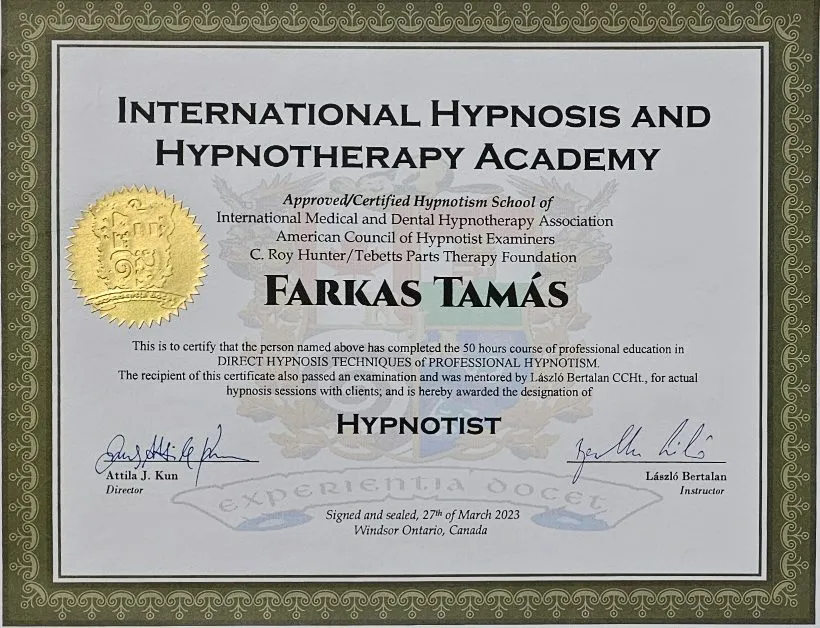 INTERNATIONAL HYPNOSIS AND
HYPNOTHERAPY ACADEMY
Approved/Certified Hypnotism School of
International Medical and Dental Hypnotherapy Association
American Council of Hypnotist Examiners
C. Roy Hunter/Tebetts Parts Therapy Foundation
FARKAS TAMÁS
This is to certify that the person named above has completed the 50 hours course of professional education in
DIRECT HYPNOSIS TECHNIQUES of PROFESSIONAL HYPNOTISM.
The recipient of this certificate also passed an examination and was mentored by László Bertalan CCHt., for actual
hypnosis sessions with clients; and is hereby awarded the designation of
HYPNOTIST
Attila J. Kun
Director
László Bertalan
Instructor
EXPERIENTIA DOCET
Signed and sealed, 27th of March 2023
Windsor Ontario, Canada